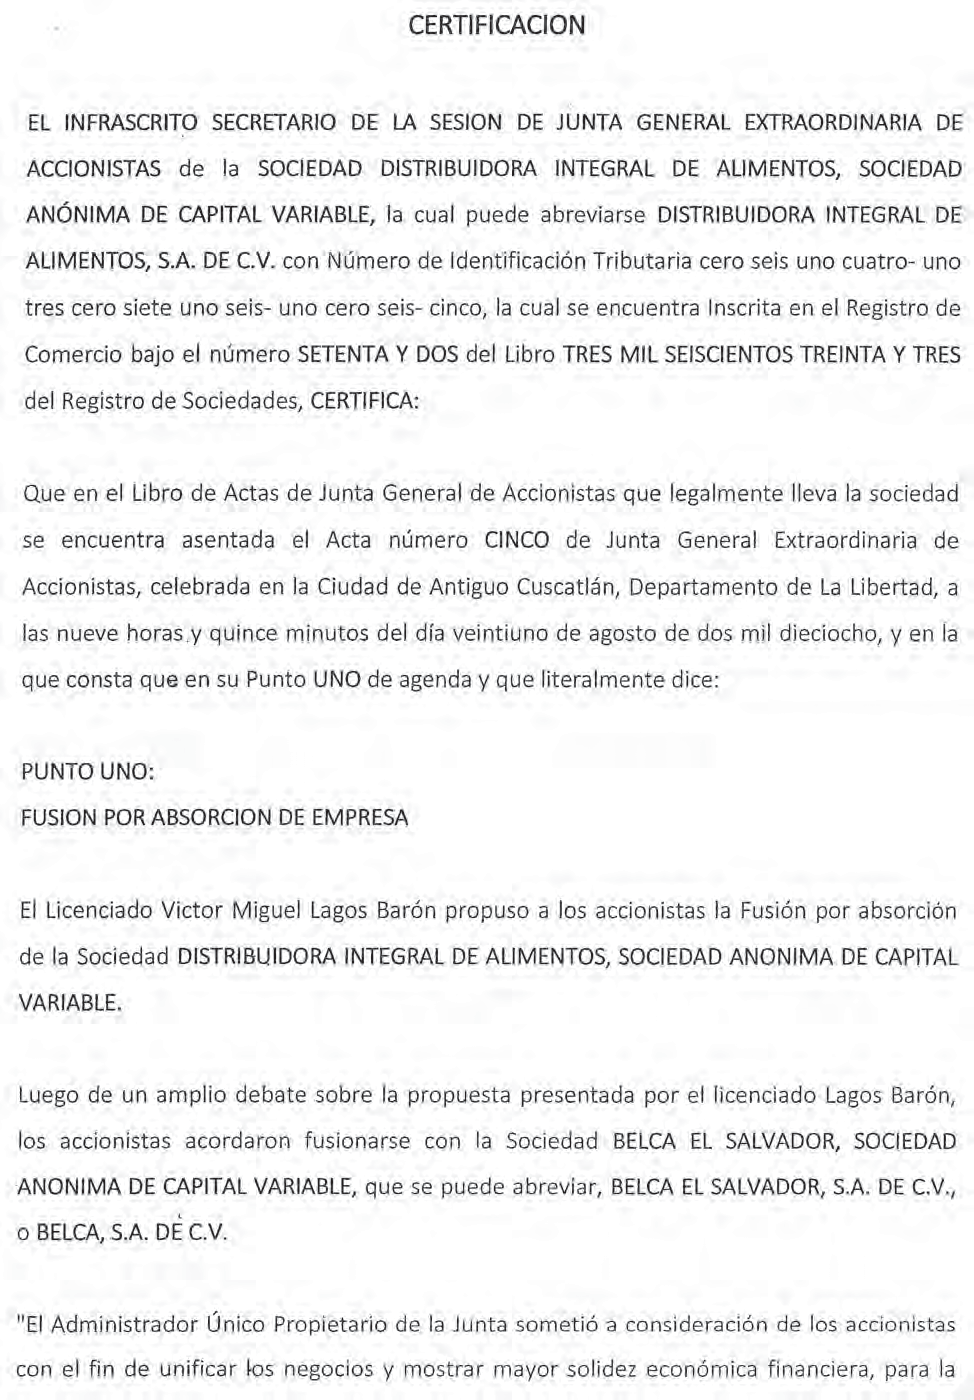 CERTIFICACION
EL INFRASCRITO SECRETARIO DE LA SESION DE JUNTA GENERAL EXTRAORDINARIA DE
ACCIONISTAS de la SOCIEDAD DISTRIBUIDORA INTEGRAL DE ALIMENTOS, SOCIEDAD
ANÓNIMA DE CAPITAL VARIABLE, la cual puede abreviarse DISTRIBUIDORA INTEGRAL DE
ALIMENTOS, S.A. DE C.V. con Número de Identificación Tributaria cero seis uno cuatro- uno
tres cero siete uno seis- uno cero seis- cinco, la cual se encuentra Inscrita en el Registro de
Comercio bajo el número SETENTA Y DOS del Libro TRES MIL SEISCIENTOS TREINTA Y TRES
del Registro de Sociedades, CERTIFICA:
Que en el Libro de Actas de Junta General de Accionistas que legalmente lleva la sociedad
se encuentra asentada el Acta número CINCO de Junta General Extraordinaria de
Accionistas, celebrada en la Ciudad de Antiguo Cuscatlán, Departamento de La Libertad, a
las nueve horas y quince minutos del día veintiuno de agosto de dos mil dieciocho, y en la
que consta que en su Punto UNO de agenda y que literalmente dice:
PUNTO UNO:
FUSION POR ABSORCION DE EMPRESA
El Licenciado Victor Miguel Lagos Barón propuso a los accionistas la Fusión por absorción
de la Sociedad DISTRIBUIDORA INTEGRAL DE ALIMENTOS, SOCIEDAD ANONIMA DE CAPITAL
VARIABLE.
Luego de un amplio debate sobre la propuesta presentada por el licenciado Lagos Barón,
los accionistas acordaron fusionarse con la Sociedad BELCA EL SALVADOR, SOCIEDAD
ANONIMA DE CAPITAL VARIABLE, que se puede abreviar, BELCA EL SALVADOR, S.A. DE C.V.,
o BELCA, S.A. DE C.V.
"El Administrador Único Propietario de la Junta sometió a consideración de los accionistas
con el fin de unificar los negocios y mostrar mayor solidez económica financiera, para la